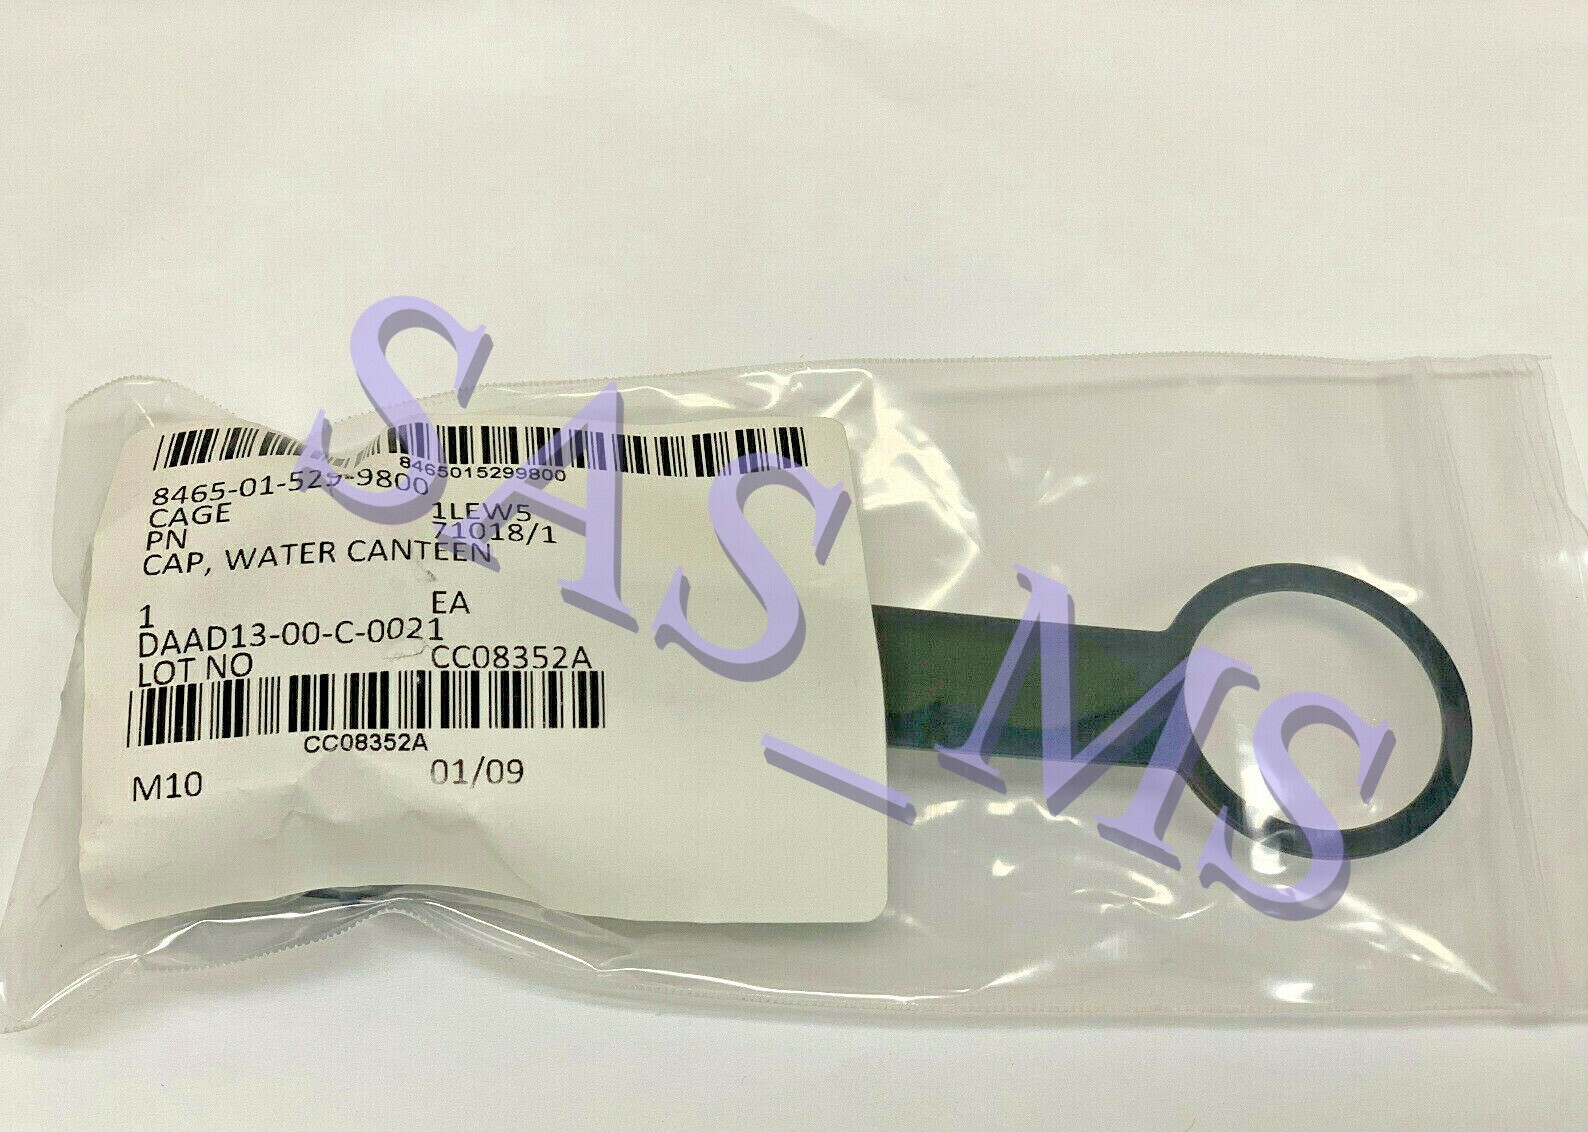 8465015299800
8465-01-529-9800
CAGE 1LEW5
PN 71018/1
CAP, WATER CANTEEN
1 EA
DAAD13-00-C-0021
LOT NO CC08352A
CC08352A
M10 01/09
SAS_MS